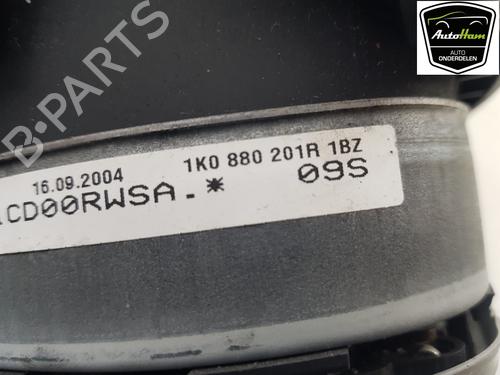 AutoHam
AUTO
ONDERDELEN
B-PARTS
16.09.2004 1K0 880 201R 1BZ
CD00RWSA.* 09S